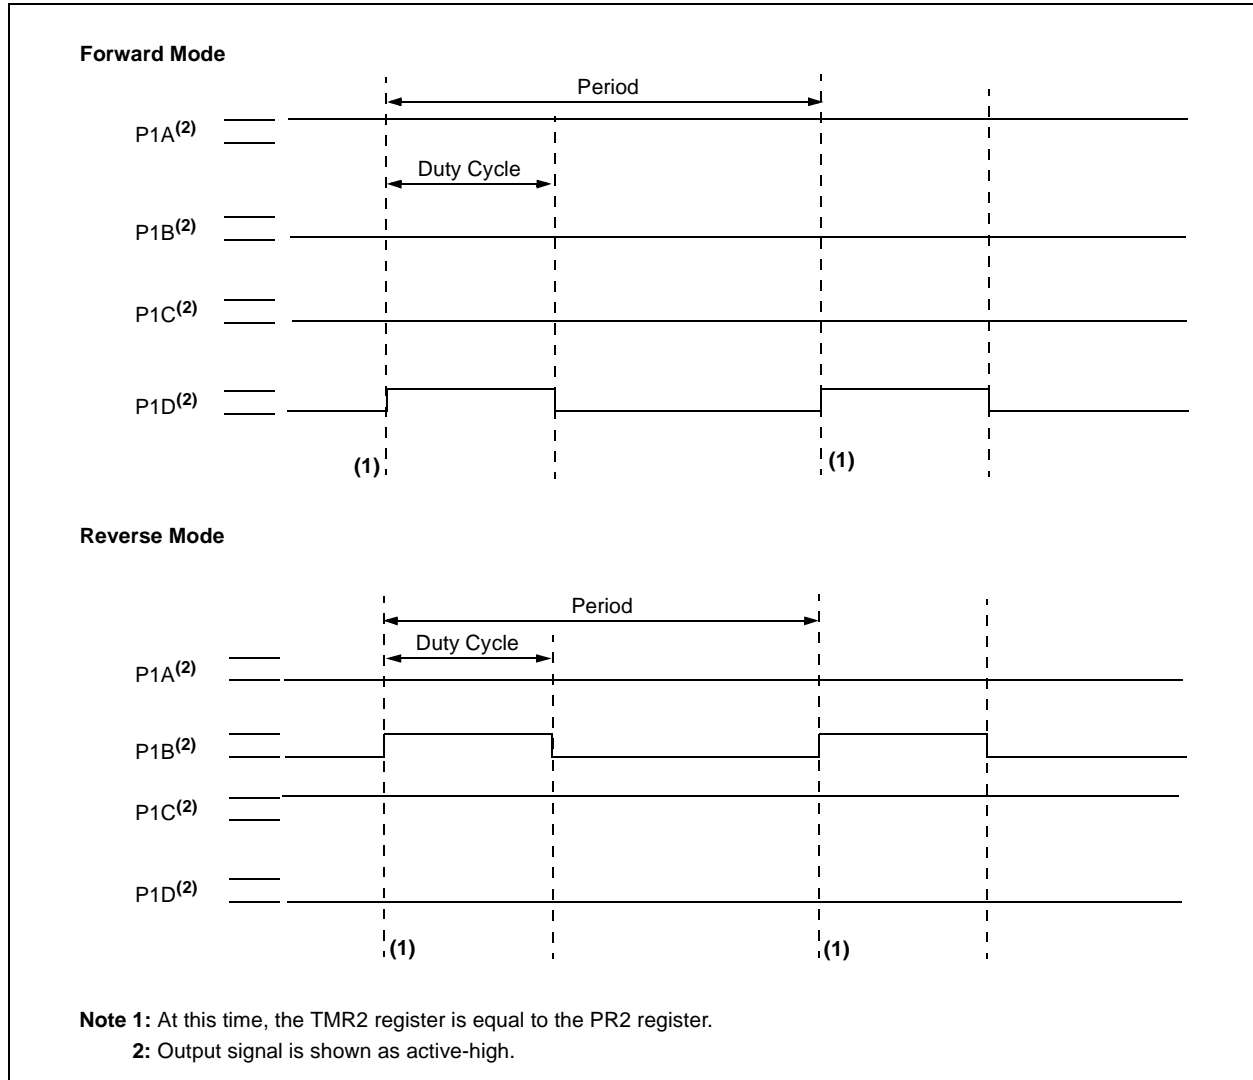 Forward Mode
Period
P1A(2)
Duty Cycle
P1B(2)
P1C(2)
P1D(2)
(1) (1)
Reverse Mode
Period
Duty Cycle
P1A(2)
P1B(2)
P1C(2)
P1D(2)
(1) (1)
Note 1: At this time, the TMR2 register is equal to the PR2 register.
2: Output signal is shown as active-high.